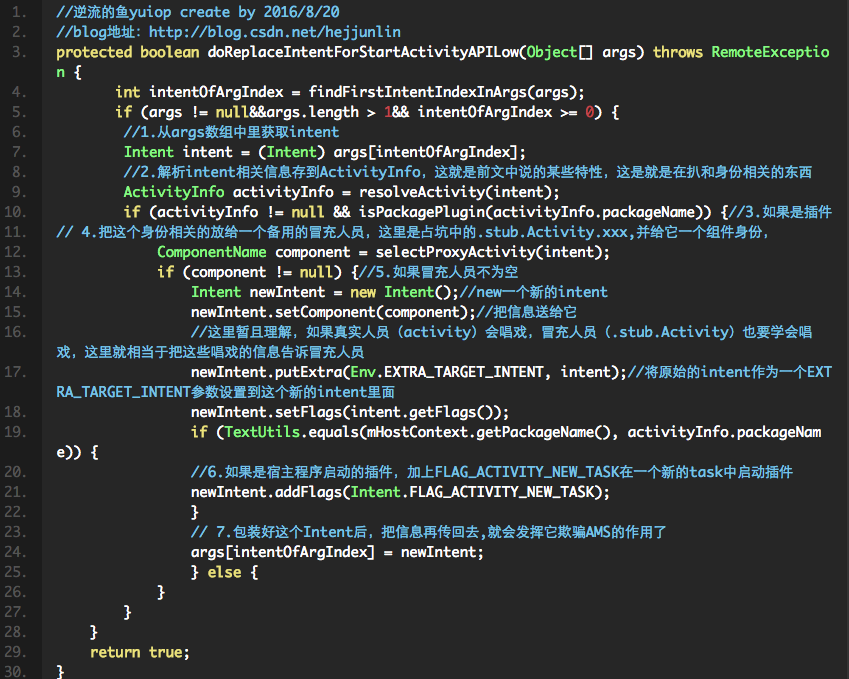 1. //逆流的鱼yuiop create by 2016/8/20
2. //blog地址：http://blog.csdn.net/hejjunlin
3. protected boolean doReplaceIntentForStartActivityAPILow(Object[] args) throws RemoteExceptio
n {
4. int intentOfArgIndex = findFirstIntentIndexInArgs(args);
5. if (args != null&&args.length > 1&& intentOfArgIndex >= 0) {
6. //1.从args数组中里获取intent
7. Intent intent = (Intent) args[intentOfArgIndex];
8. //2.解析intent相关信息存到ActivityInfo，这就是前文中说的某些特性，这是就是在扒和身份相关的东西
9. ActivityInfo activityInfo = resolveActivity(intent);
10. if (activityInfo != null && isPackagePlugin(activityInfo.packageName)) {//3.如果是插件
11. // 4.把这个身份相关的放给一个备用的冒充人员，这里是占坑中的.stub.Activity.xxx,并给它一个组件身份，
12. ComponentName component = selectProxyActivity(intent);
13. if (component != null) {//5.如果冒充人员不为空
14. Intent newIntent = new Intent();//new一个新的intent
15. newIntent.setComponent(component);//把信息送给它
16. //这里暂且理解，如果真实人员（activity）会唱戏，冒充人员（.stub.Activity）也要学会唱
戏，这里就相当于把这些唱戏的信息告诉冒充人员
17. newIntent.putExtra(Env.EXTRA_TARGET_INTENT, intent);//将原始的intent作为一个EXT
RA_TARGET_INTENT参数设置到这个新的intent里面
18. newIntent.setFlags(intent.getFlags());
19. if (TextUtils.equals(mHostContext.getPackageName(), activityInfo.packageNam
e)) {
20. //6.如果是宿主程序启动的插件，加上FLAG_ACTIVITY_NEW_TASK在一个新的task中启动插件
21. newIntent.addFlags(Intent.FLAG_ACTIVITY_NEW_TASK);
22. }
23. // 7.包装好这个Intent后，把信息再传回去,就会发挥它欺骗AMS的作用了
24. args[intentOfArgIndex] = newIntent;
25. } else {
26. }
27. }
28. }
29. return true;
30. }